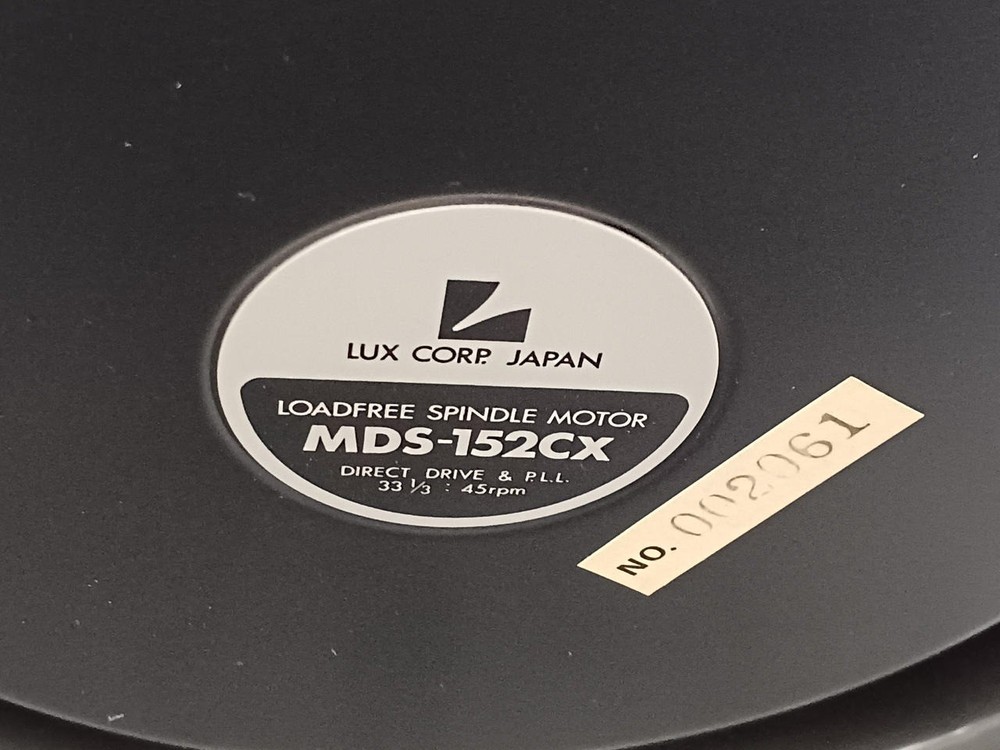 LUX CORP. JAPAN
LOADFREE SPINDLE MOTOR
MDS-152CX
DIRECT DRIVE & P.L.L.
33 1/3 : 45rpm
NO. 002061